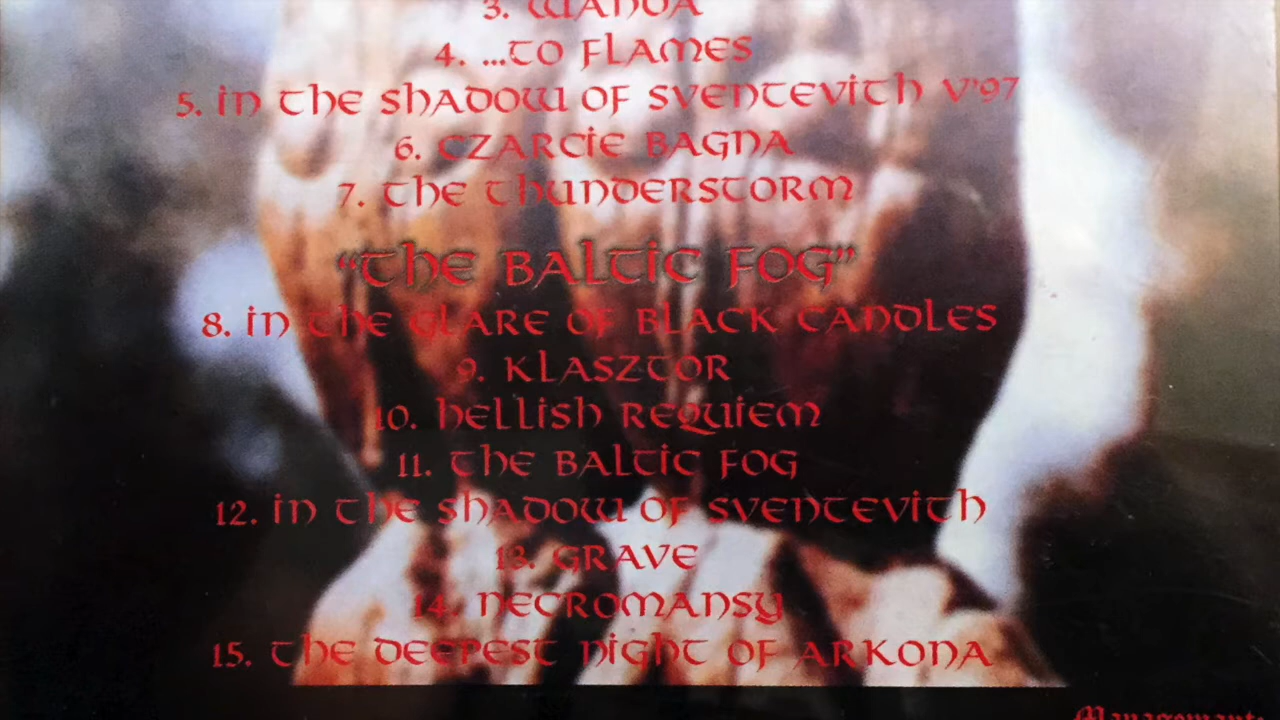 3. WANDA
4. ...TO FLAMES
5. IN THE SHADOW OF SVENTEVITH V'97
6. CZARCIE BAGNA
7. THE THUNDERSTORM
"THE BALTIC FOG"
8. IN THE GLARE OF BLACK CANDLES
9. KLASZTOR
10. HELLISH REQUIEM
11. THE BALTIC FOG
12. IN THE SHADOW OF SVENTEVITH
13. GRAVE
14. NECROMANSY
15. THE DEEPEST NIGHT OF ARKONA